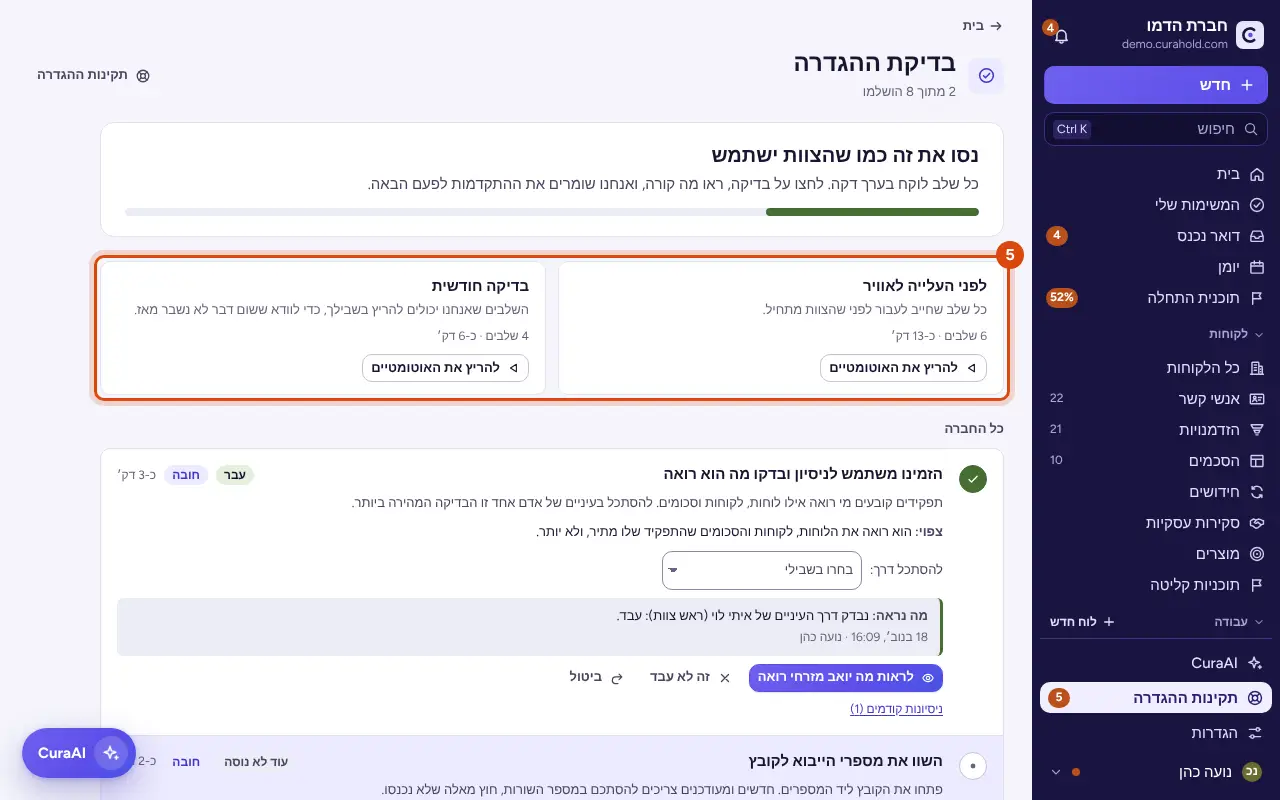 חברת הדמו
demo.curahold.com
4
חדש
חיפוש
Ctrl K
בית
המשימות שלי
דואר נכנס
4
יומן
תוכנית התחלה
52%
לקוחות
כל הלקוחות
אנשי קשר
22
הזדמנויות
21
הסכמים
10
חידושים
סקירות עסקיות
מוצרים
תוכניות קליטה
עבודה
לוח חדש
CuraAI
תקינות ההגדרה
5
הגדרות
נכ
נועה כהן
בית
בדיקת ההגדרה
2 מתוך 8 הושלמו
תקינות ההגדרה
נסו את זה כמו שהצוות ישתמש
כל שלב לוקח בערך דקה. לחצו על בדיקה, ראו מה קורה, ואנחנו שומרים את ההתקדמות לפעם הבאה.
5
לפני העלייה לאוויר
כל שלב שחייב לעבור לפני שהצוות מתחיל.
6 שלבים · כ-13 דק׳
להריץ את האוטומטיים
בדיקה חודשית
השלבים שאנחנו יכולים להריץ בשבילך, כדי לוודא ששום דבר לא נשבר מאז.
4 שלבים · כ-6 דק׳
להריץ את האוטומטיים
כל החברה
הזמינו משתמש לניסיון ובדקו מה הוא רואה
עבר
חובה
כ-3 דק׳
תפקידים קובעים מי רואה אילו לוחות, לקוחות וסכומים. להסתכל בעיניים של אדם אחד זו הבדיקה המהירה ביותר.
צפוי: הוא רואה את הלוחות, לקוחות והסכומים שהתפקיד שלו מתיר, ולא יותר.
להסתכל דרך:
בחרו בשבילי
מה נראה: נבדק דרך העיניים של איתי לוי (ראש צוות): עבד.
18 בנוב׳, 16:09 · נועה כהן
לראות מה יואב מזרחי רואה
זה לא עבד
ביטול
ניסיונות קודמים (1)
השוו את מספרי הייבוא לקובץ
עוד לא נוסה
חובה
כ-2
פתחו את הקובץ ליד המספרים. חדשים ומעודכנים צריכים להסתכם במספר השורות, חוץ מאלה שלא נכנסו.
CuraAI